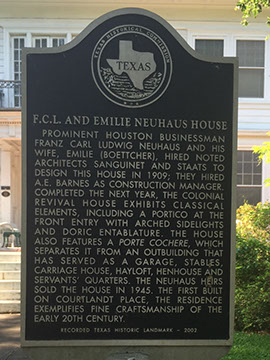 TEXAS HISTORICAL COMMISSION
TEXAS
F.C.L. AND EMILIE NEUHAUS HOUSE
PROMINENT HOUSTON BUSINESSMAN
FRANZ CARL LUDWIG NEUHAUS AND HIS
WIFE, EMILIE (BOETTCHER), HIRED NOTED
ARCHITECTS SANGUINET AND STAATS TO
DESIGN THIS HOUSE IN 1909; THEY HIRED
A.E. BARNES AS CONSTRUCTION MANAGER.
COMPLETED THE NEXT YEAR, THE COLONIAL
REVIVAL HOUSE EXHIBITS CLASSICAL
ELEMENTS, INCLUDING A PORTICO AT THE
FRONT ENTRY WITH ARCHED SIDELIGHTS
AND DORIC ENTABLATURE. THE HOUSE
ALSO FEATURES A PORTE COCHERE, WHICH
SEPARATES IT FROM AN OUTBUILDING THAT
HAS SERVED AS A GARAGE, STABLES,
CARRIAGE HOUSE, HAYLOFT, HENHOUSE AND
SERVANTS' QUARTERS. THE NEUHAUS HEIRS
SOLD THE HOUSE IN 1945. THE FIRST BUILT
ON COURTLANDT PLACE, THE RESIDENCE
EXEMPLIFIES FINE CRAFTSMANSHIP OF THE
EARLY 20TH CENTURY.
RECORDED TEXAS HISTORIC LANDMARK - 2003